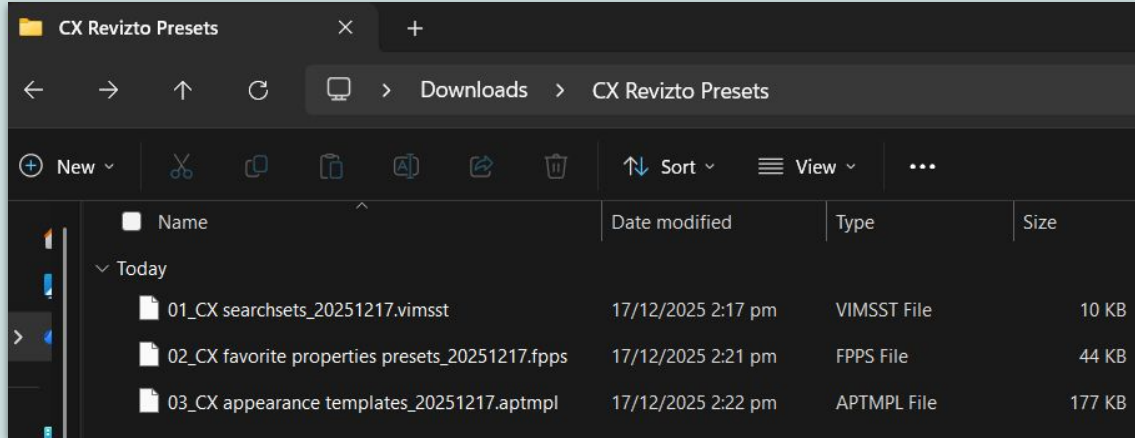 CX Revizto Presets
Downloads > CX Revizto Presets
New Sort View
Name Date modified Type Size
Today
01_CX searchsets_20251217.vimsst 17/12/2025 2:17 pm VIMSST File 10 KB
02_CX favorite properties presets_20251217.fpps 17/12/2025 2:21 pm FPPS File 44 KB
03_CX appearance templates_20251217.aptmpl 17/12/2025 2:22 pm APTMPL File 177 KB